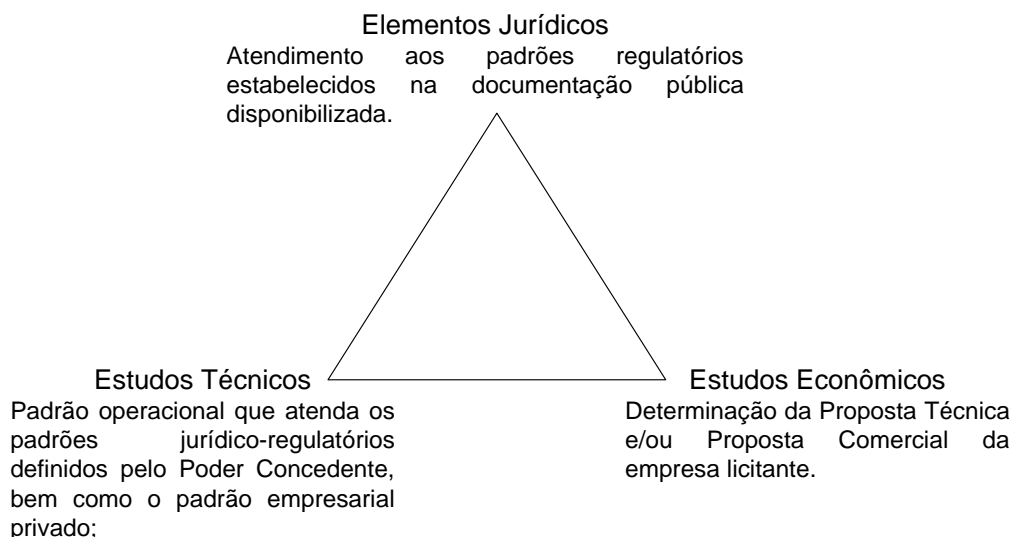 Elementos Jurídicos
Atendimento aos padrões regulatórios
estabelecidos na documentação pública
disponibilizada.
Estudos Técnicos
Padrão operacional que atenda os
padrões jurídico-regulatórios
definidos pelo Poder Concedente,
bem como o padrão empresarial
privado;
Estudos Econômicos
Determinação da Proposta Técnica
e/ou Proposta Comercial da
empresa licitante.